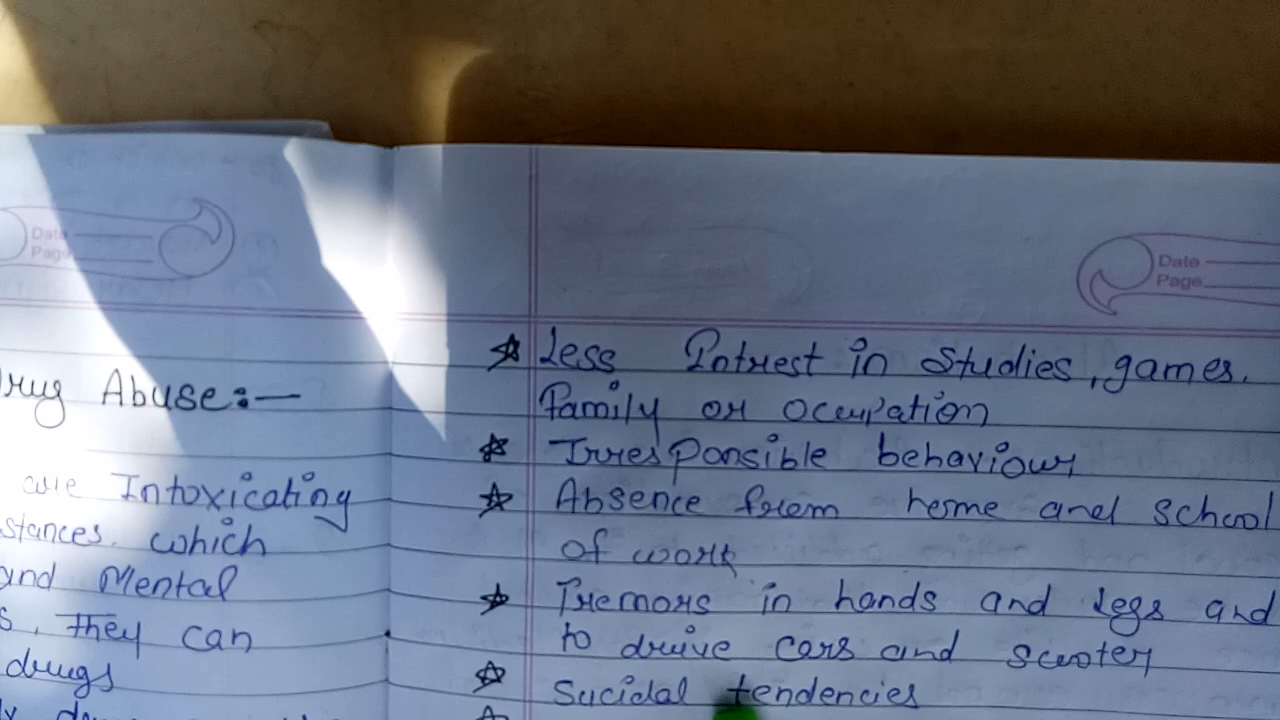 Date
Page
rug Abuse:—
are Intoxicating
stances. which
and Mental
s, they can
drugs
Date
Page
☆ Less Intrest in Studies, games.
family or Occupation
☆ Irresponsible behaviour
☆ Absence from home and school
of work
☆ Tremors in hands and legs and
to drive cars and scooter
☆ Sucidal tendencies